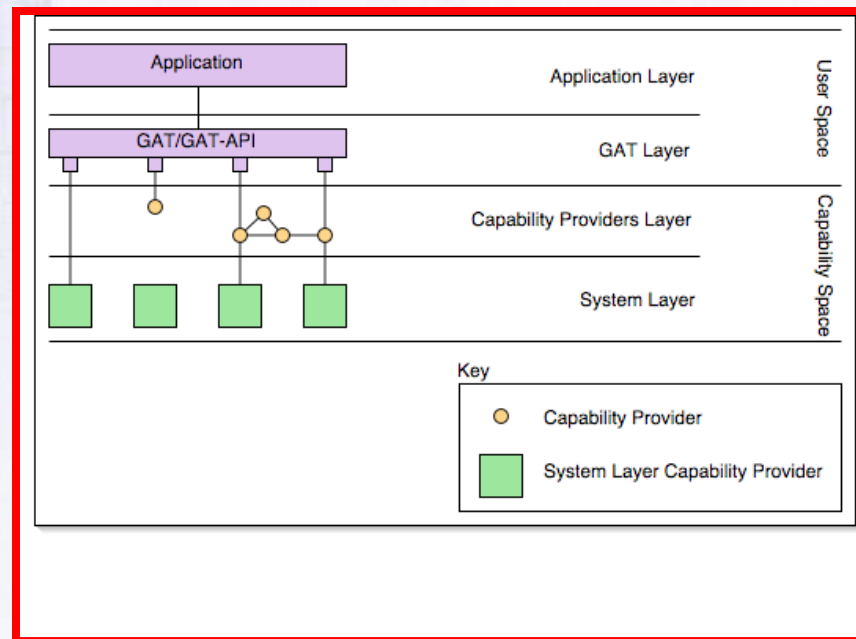 Application
Application Layer
User Space
GAT/GAT-API
GAT Layer
Capability Providers Layer
Capability Space
System Layer
Key
Capability Provider
System Layer Capability Provider